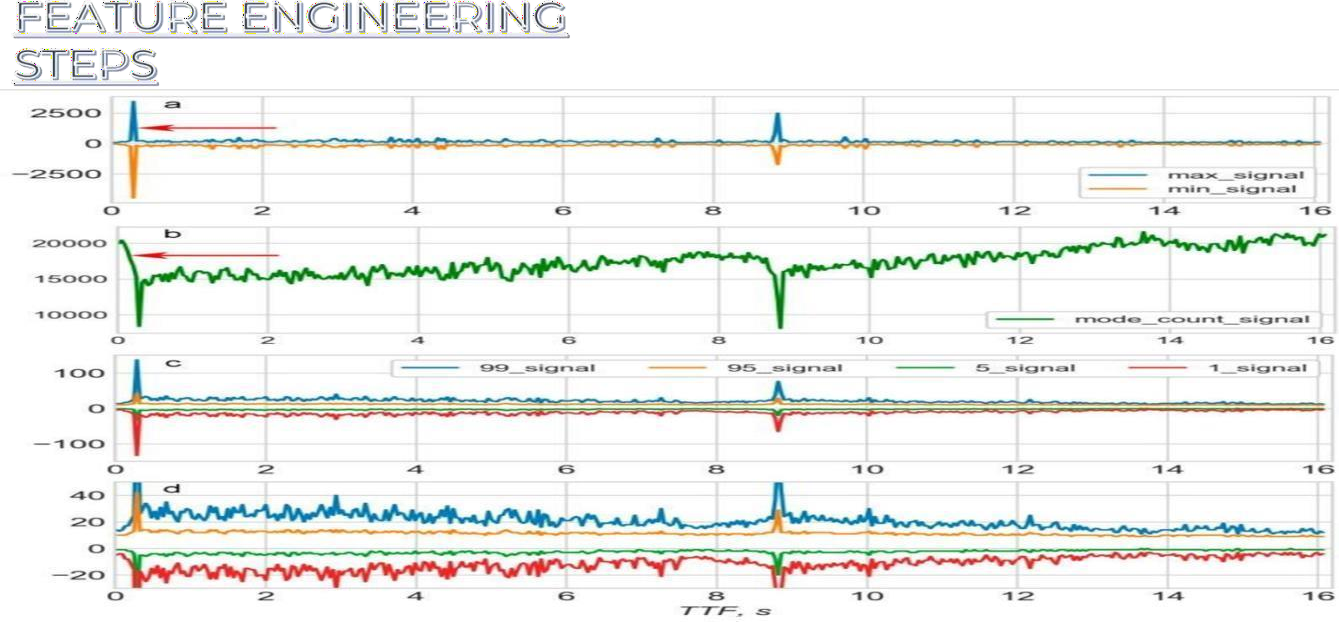 FEATURE ENGINEERING
STEPS
a
2500
0
−2500
max_signal
min_signal
0 2 4 6 8 10 12 14 16
b
20000
15000
10000
mode_count_signal
0 2 4 6 8 10 12 14 16
c
99_signal 95_signal 5_signal 1_signal
100
0
−100
0 2 4 6 8 10 12 14 16
d
40
20
0
−20
0 2 4 6 8 10 12 14 16
TTF, s